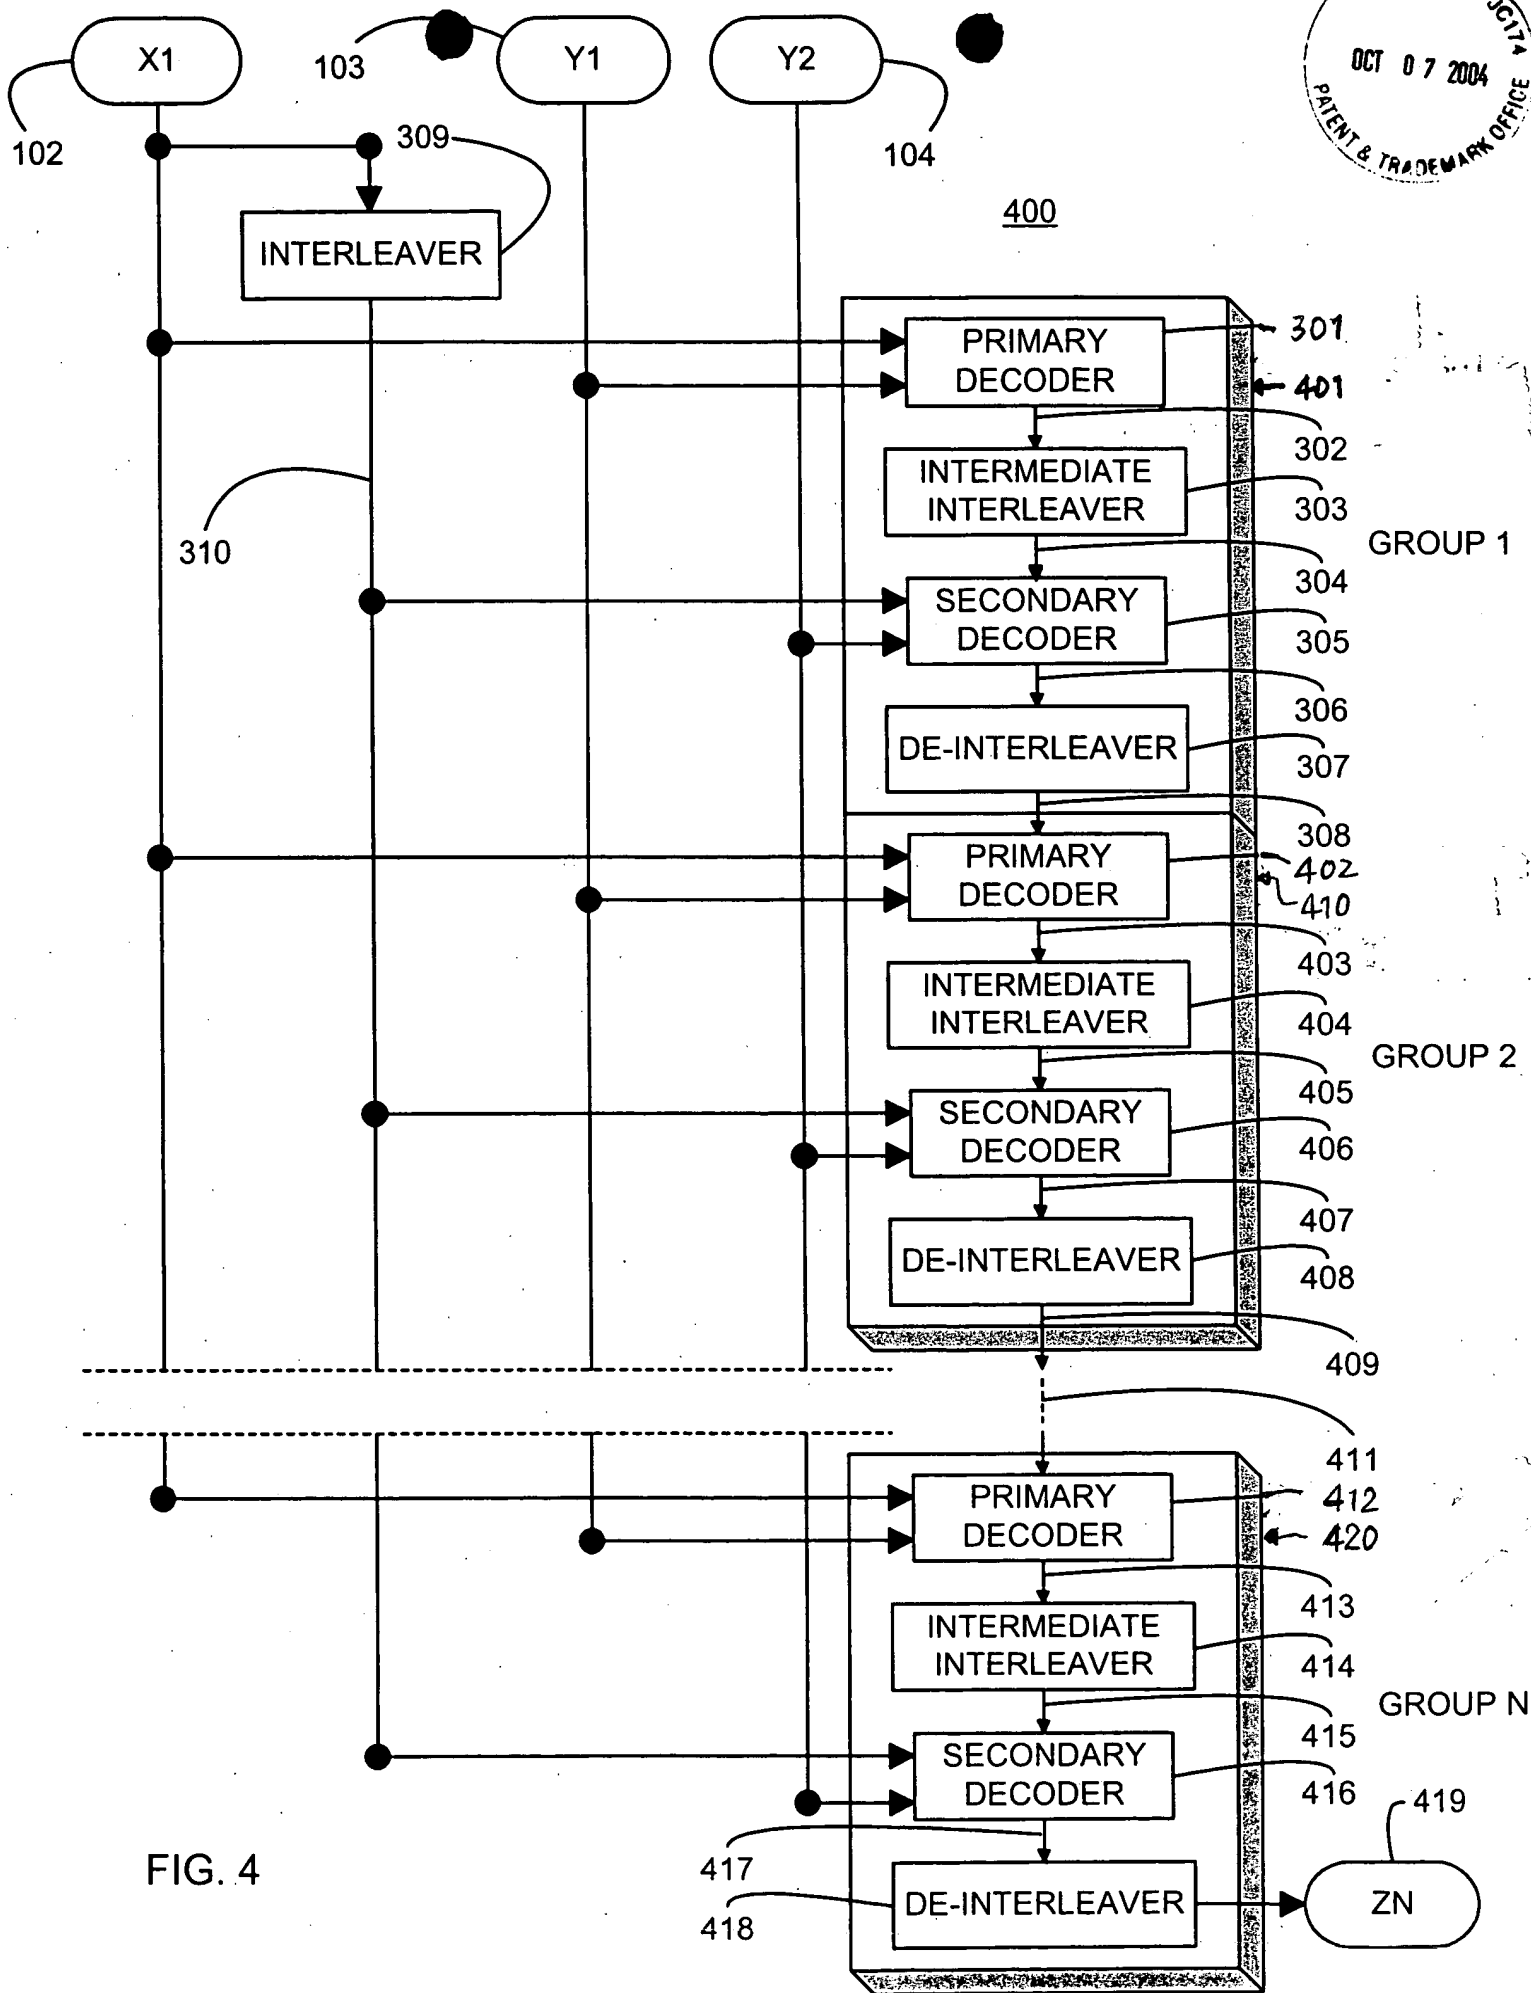 X1
103
Y1
Y2
JC174
OCT 07 2004
PATENT & TRADEMARK OFFICE
102
309
104
INTERLEAVER
400
PRIMARY
DECODER
301
401
302
INTERMEDIATE
INTERLEAVER
303
GROUP 1
310
304
SECONDARY
DECODER
305
306
DE-INTERLEAVER
307
308
PRIMARY
DECODER
402
410
403
INTERMEDIATE
INTERLEAVER
404
GROUP 2
405
SECONDARY
DECODER
406
407
DE-INTERLEAVER
408
409
411
PRIMARY
DECODER
412
420
413
INTERMEDIATE
INTERLEAVER
414
GROUP N
415
SECONDARY
DECODER
416
419
417
DE-INTERLEAVER
418
ZN
FIG. 4